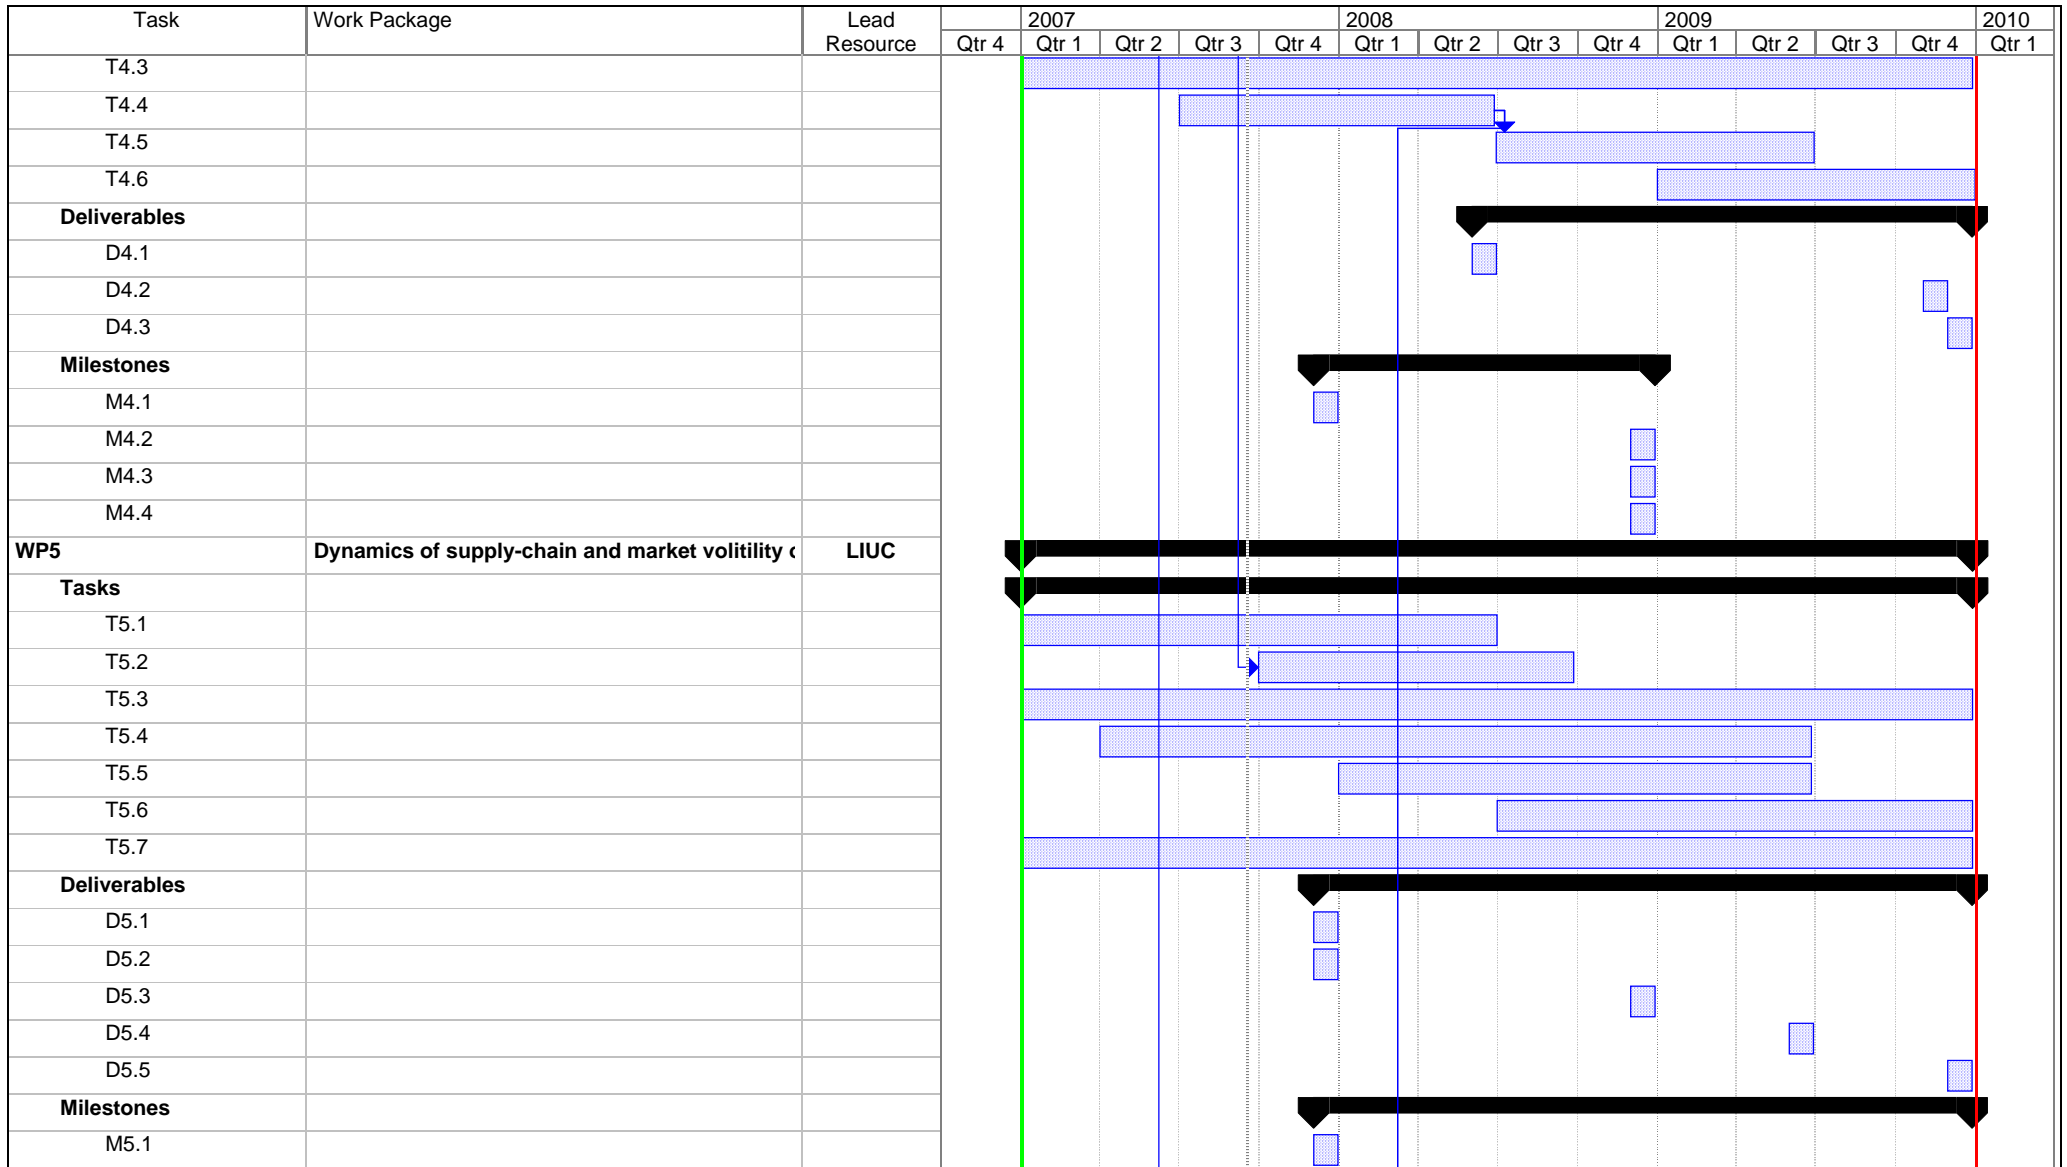 Task Work Package Lead Resource 2007 2008 2009 2010
Qtr 4 Qtr 1 Qtr 2 Qtr 3 Qtr 4 Qtr 1 Qtr 2 Qtr 3 Qtr 4 Qtr 1 Qtr 2 Qtr 3 Qtr 4 Qtr 1
T4.3
T4.4
T4.5
T4.6
Deliverables
D4.1
D4.2
D4.3
Milestones
M4.1
M4.2
M4.3
M4.4
WP5 Dynamics of supply-chain and market volitility LIUC
Tasks
T5.1
T5.2
T5.3
T5.4
T5.5
T5.6
T5.7
Deliverables
D5.1
D5.2
D5.3
D5.4
D5.5
Milestones
M5.1